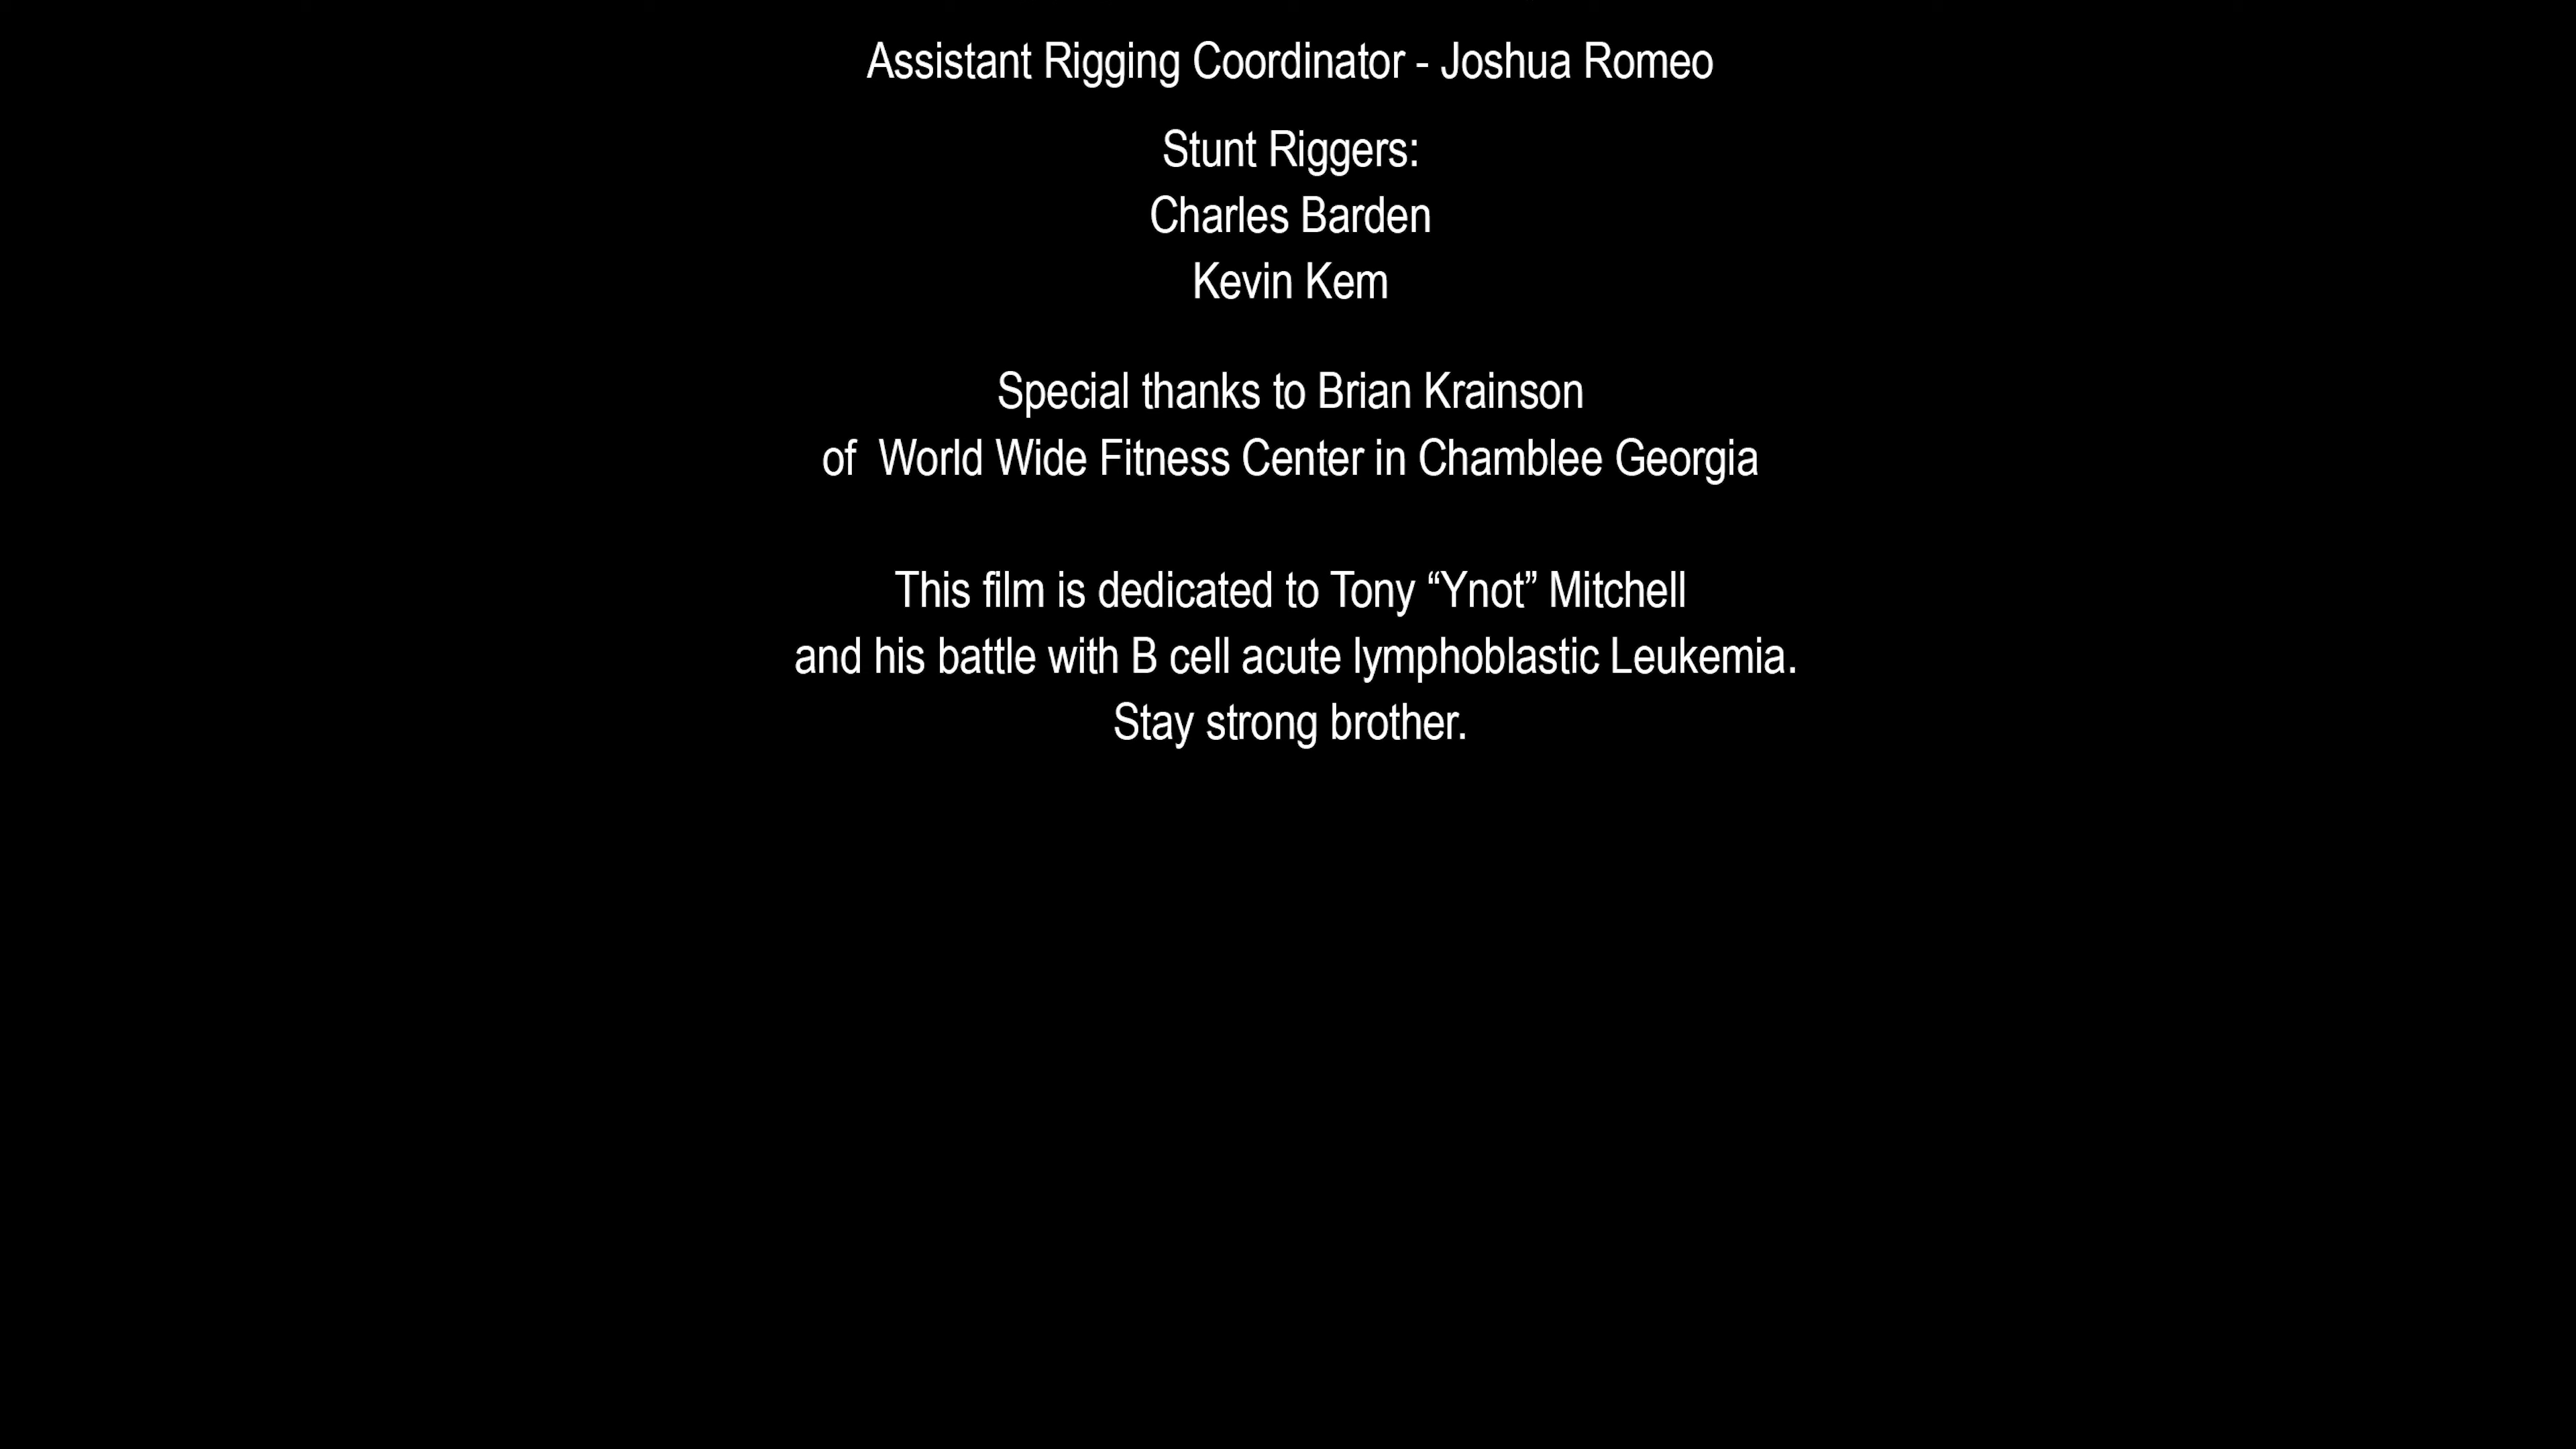 Assistant Rigging Coordinator - Joshua Romeo
Stunt Riggers:
Charles Barden
Kevin Kem
Special thanks to Brian Krainson
of  World Wide Fitness Center in Chamblee Georgia
This film is dedicated to Tony “Ynot” Mitchell
and his battle with B cell acute lymphoblastic Leukemia.
Stay strong brother.